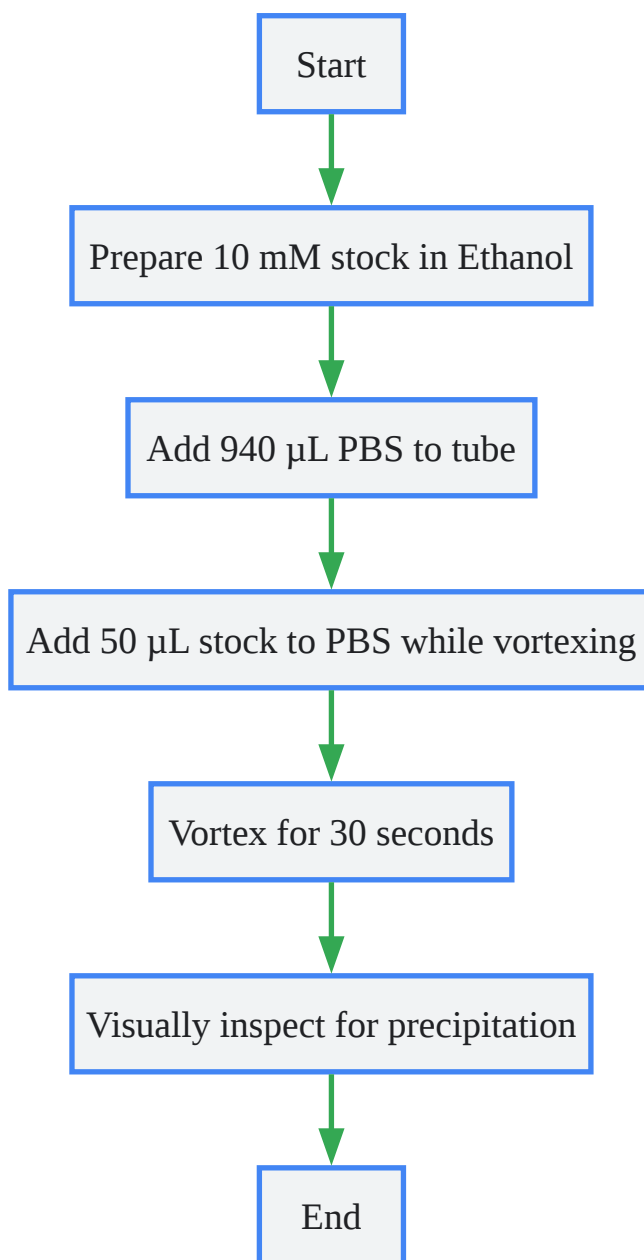 Start
Prepare 10 mM stock in Ethanol
Add 940 µL PBS to tube
Add 50 µL stock to PBS while vortexing
Vortex for 30 seconds
Visually inspect for precipitation
End